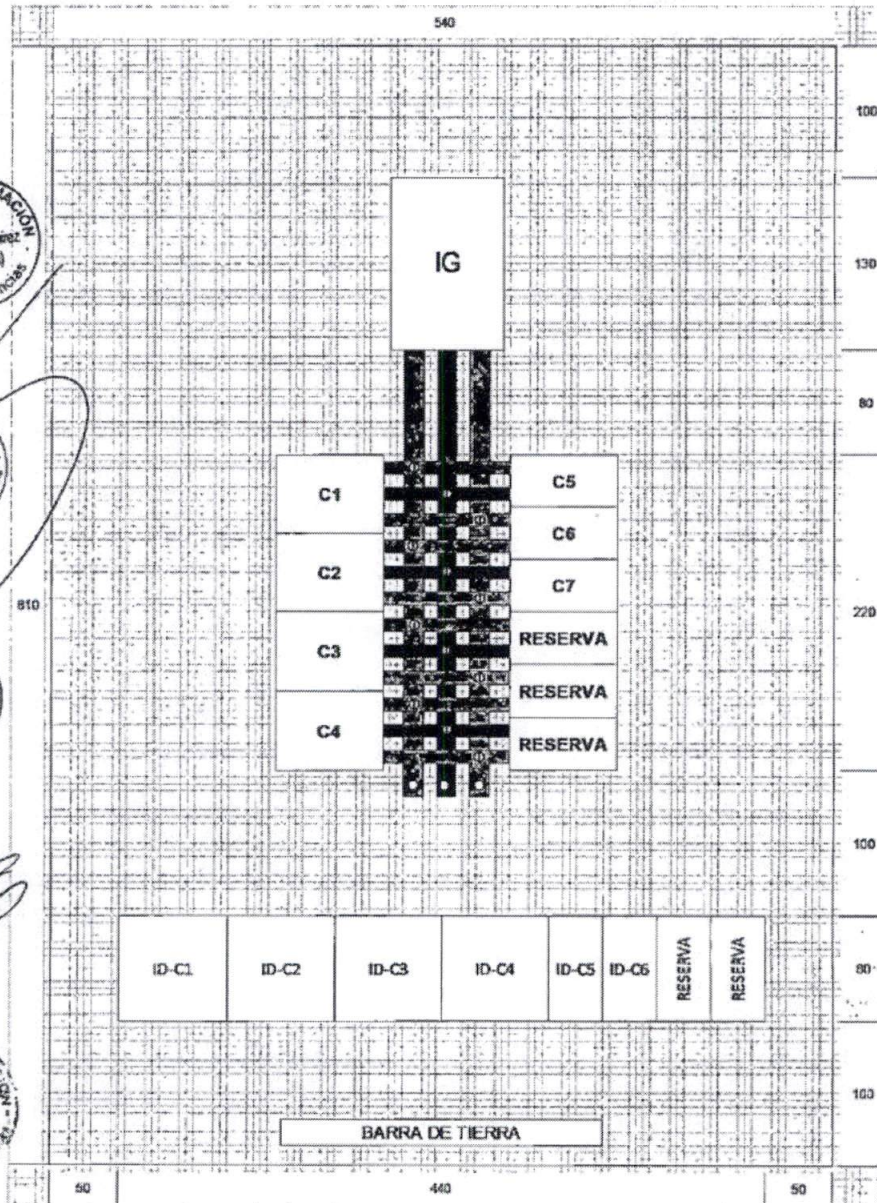 540
100
IG
130
80
C1
C5
C6
C2
C7
810
220
C3
RESERVA
RESERVA
C4
RESERVA
100
ID-C1
ID-C2
ID-C3
ID-C4
ID-C5
ID-C6
RESERVA
RESERVA
80
100
BARRA DE TIERRA
50
440
50